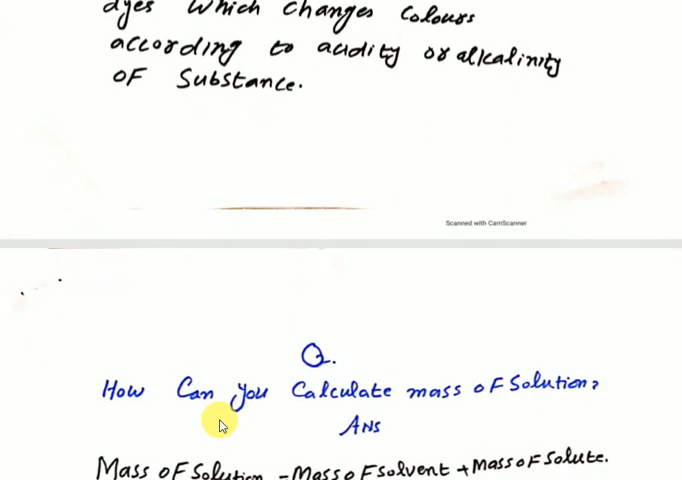 dyes which changes colours
according to acidity or alkalinity
OF Substance.
Scanned with CamScanner
Q.
How Can you Calculate mass OF Solution?
ANS
Mass OF Solution = Mass OF Solvent + Mass OF Solute.